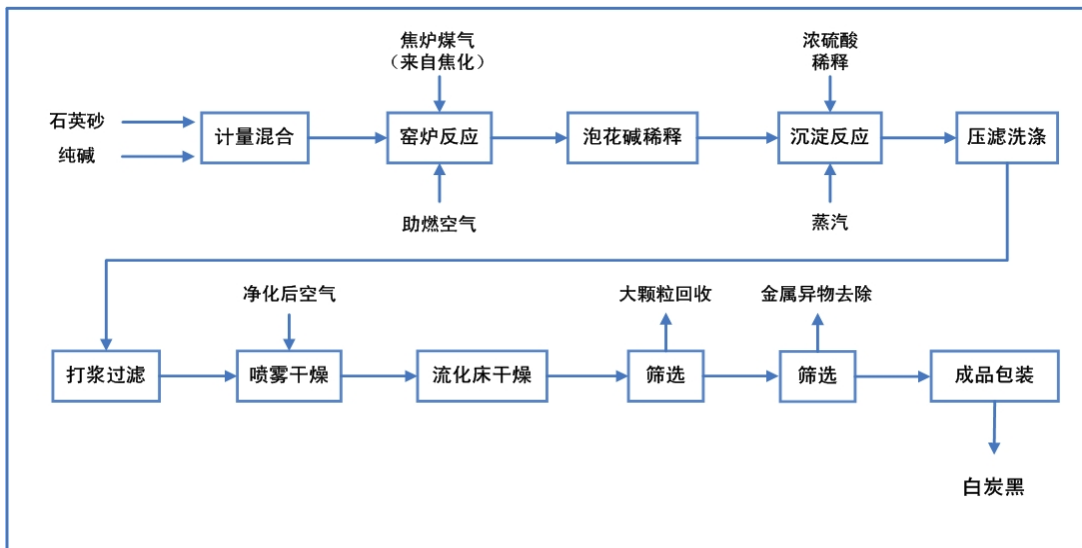 焦炉煤气
（来自焦化）
浓硫酸
稀释
石英砂
纯碱
计量混合
窑炉反应
泡花碱稀释
沉淀反应
压滤洗涤
助燃空气
蒸汽
净化后空气
大颗粒回收
金属异物去除
打浆过滤
喷雾干燥
流化床干燥
筛选
筛选
成品包装
白炭黑